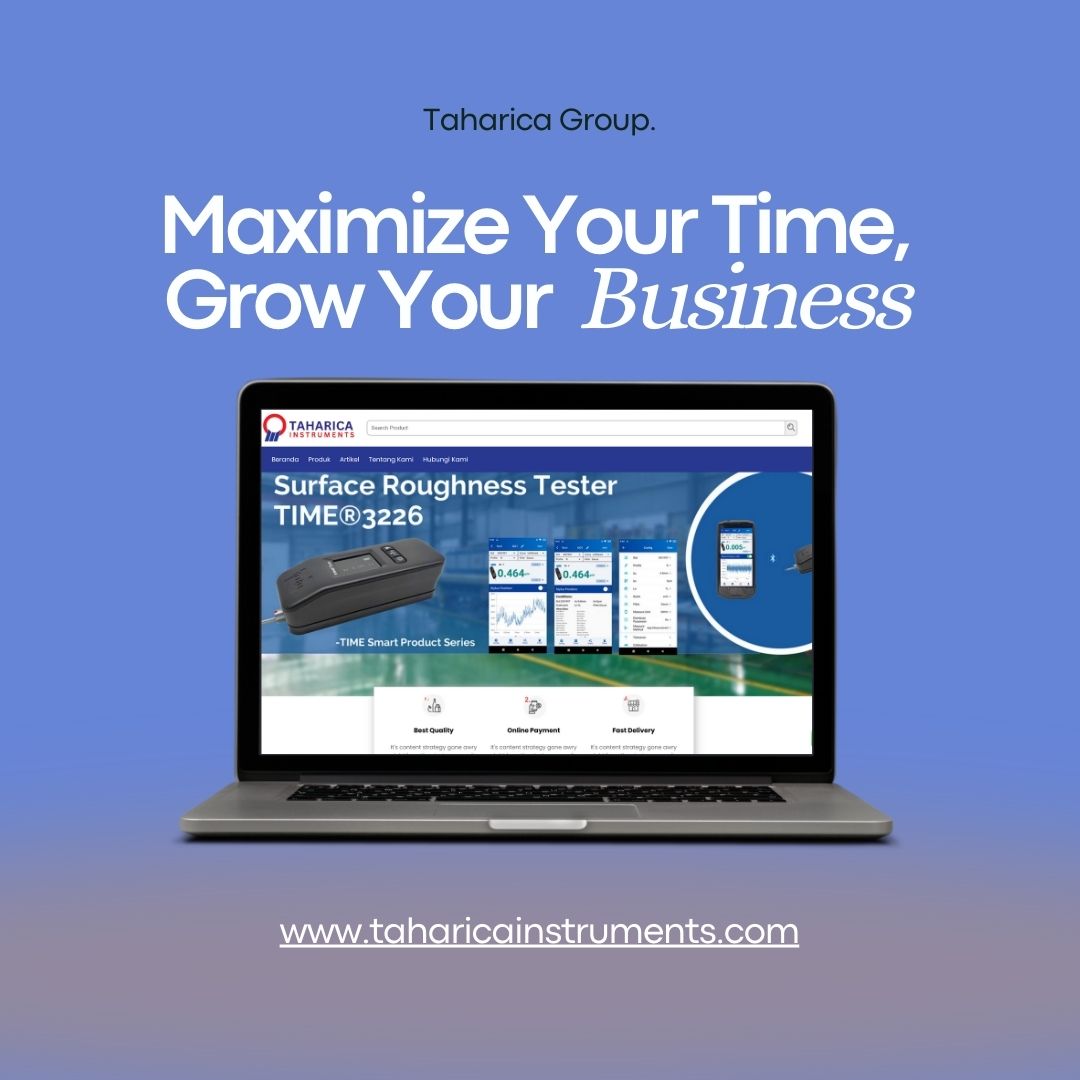 Taharica Group.
Maximize Your Time,
Grow Your Business
TAHARICA
INSTRUMENTS
Search Product
Beranda Produk Artikel Tentang Kami Hubungi Kami
Surface Roughness Tester
TIME®3226
0.464
0.464
0.005
-TIME Smart Product Series
Best Quality
Online Payment
Fast Delivery
It's content strategy gone awry
It's content strategy gone awry
It's content strategy gone awry
www.taharicainstruments.com